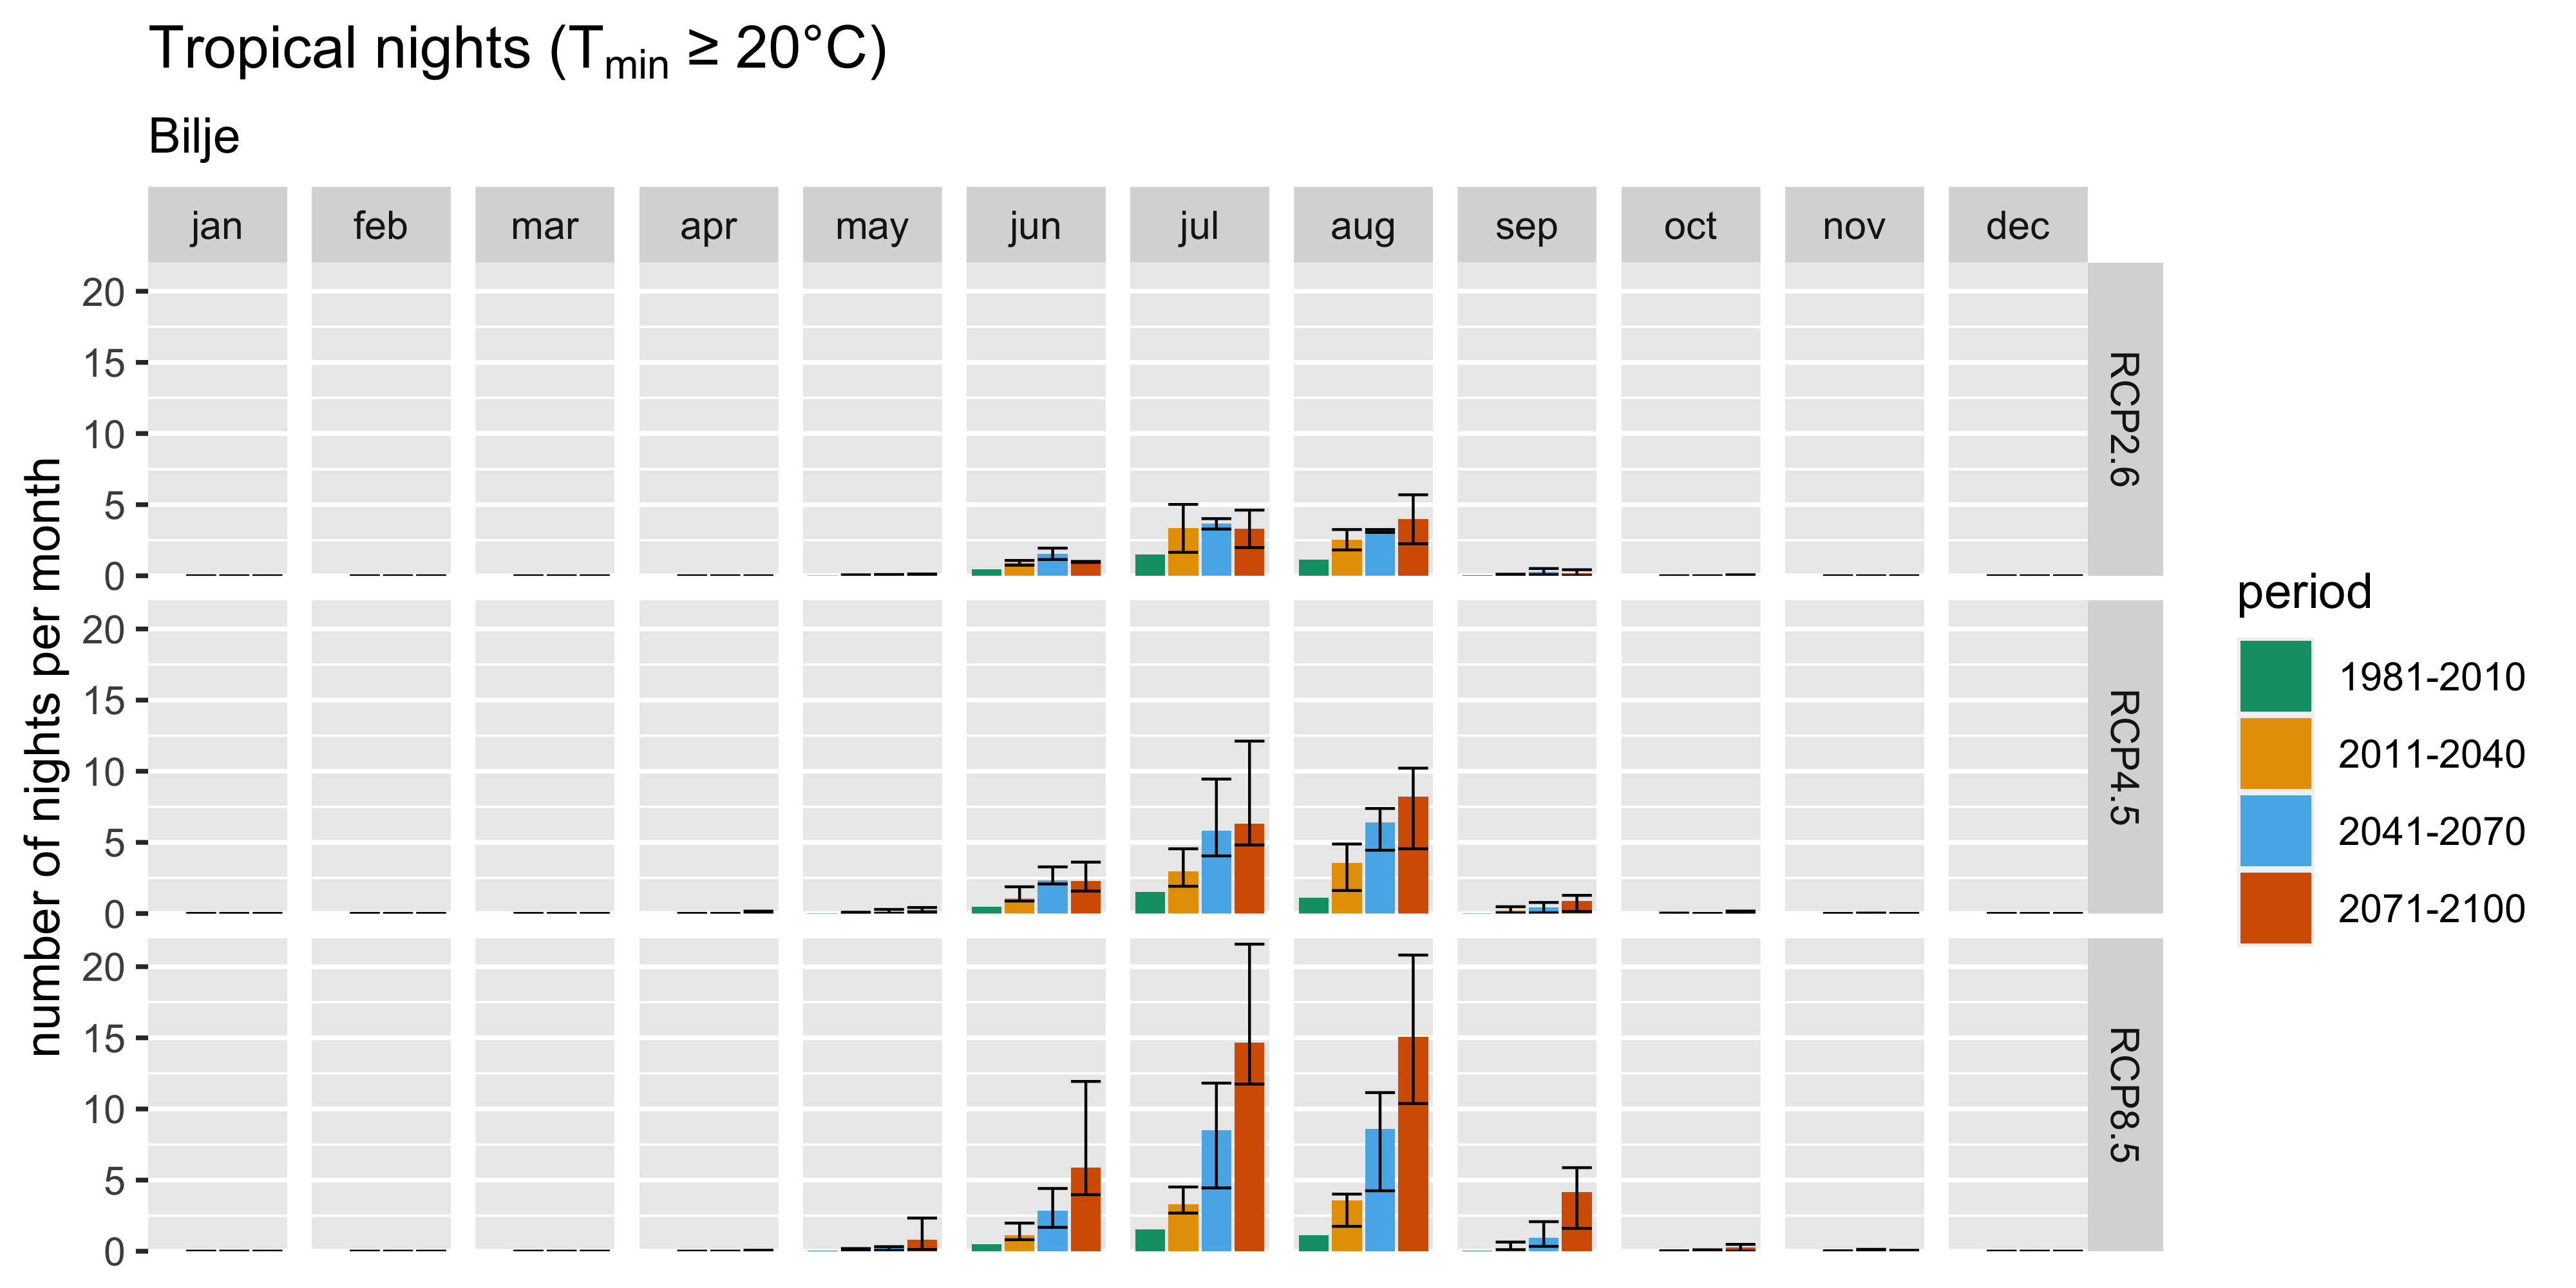 Tropical nights (Tmin ≥ 20°C)
Bilje
jan feb mar apr may jun jul aug sep oct nov dec
number of nights per month
20
15
10
5
0
RCP2.6
20
15
10
5
0
RCP4.5
20
15
10
5
0
RCP8.5
period
1981-2010
2011-2040
2041-2070
2071-2100